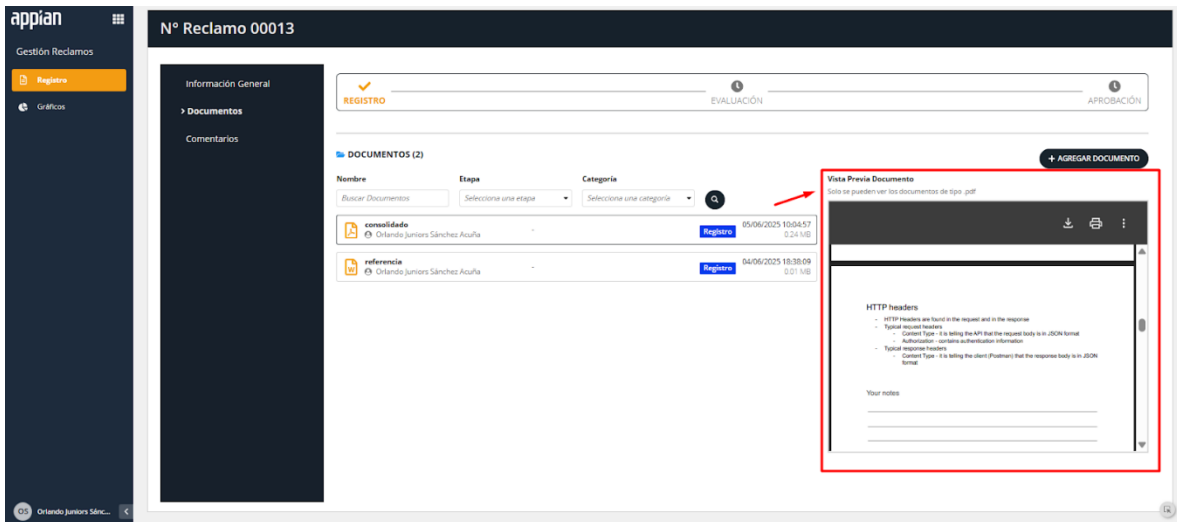 appian
Gestión Reclamos
Registro
Gráficos
N° Reclamo 00013
Información General
> Documentos
Comentarios
REGISTRO
EVALUACIÓN
APROBACIÓN
DOCUMENTOS (2)
+ AGREGAR DOCUMENTO
Nombre
Etapa
Categoría
Buscar Documentos
Selecciona una etapa
Selecciona una categoría
consolidado
Orlando Juniors Sánchez Acuña
-
Registro
05/06/2025 10:04:57
0.24 MB
referencia
Orlando Juniors Sánchez Acuña
-
Registro
04/06/2025 18:38:09
0.01 MB
Vista Previa Documento
Solo se pueden ver los documentos de tipo .pdf
HTTP headers
- HTTP Headers are found in the request and in the response
- Typical request headers
- Content Type - it is telling the API that the request body is in JSON format
- Authorization - contains authentication information
- Typical response headers
- Content Type - it is telling the client (Postman) that the response body is in JSON
format
Your notes
OS
Orlando Juniors Sánc...